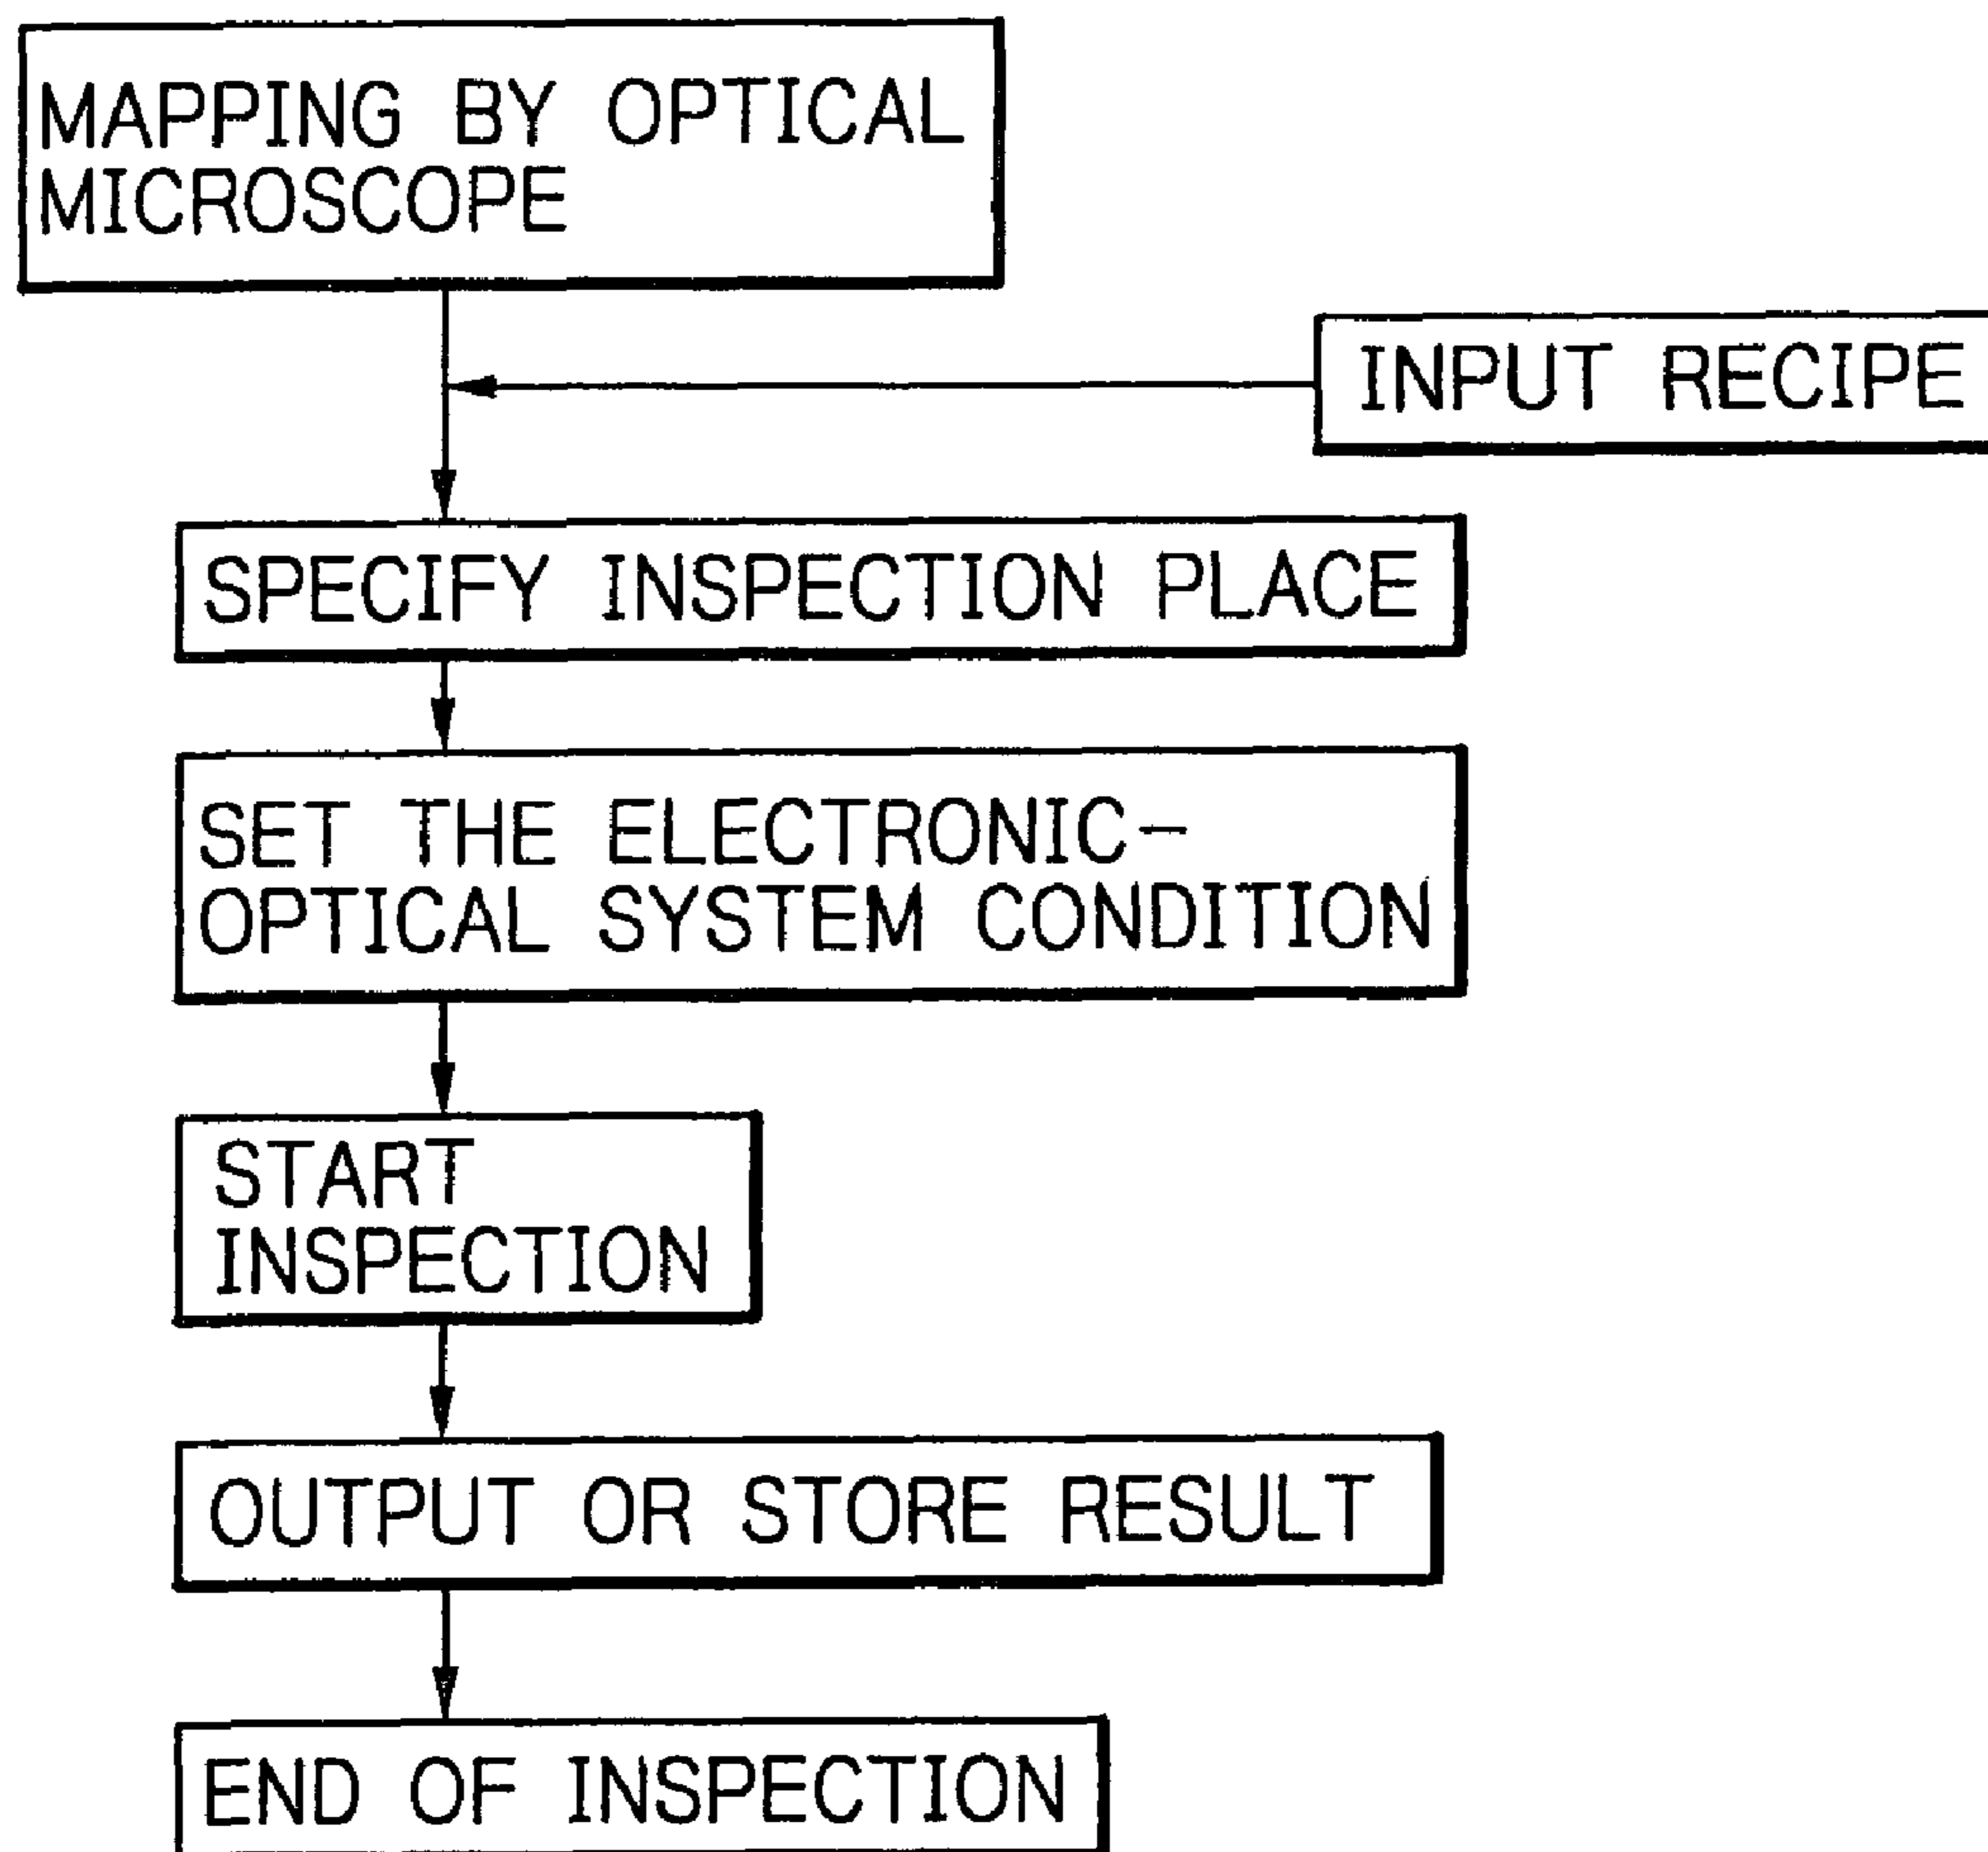 MAPPING BY OPTICAL
MICROSCOPE
INPUT RECIPE
SPECIFY INSPECTION PLACE
SET THE ELECTRONIC-
OPTICAL SYSTEM CONDITION
START
INSPECTION
OUTPUT OR STORE RESULT
END OF INSPECTION